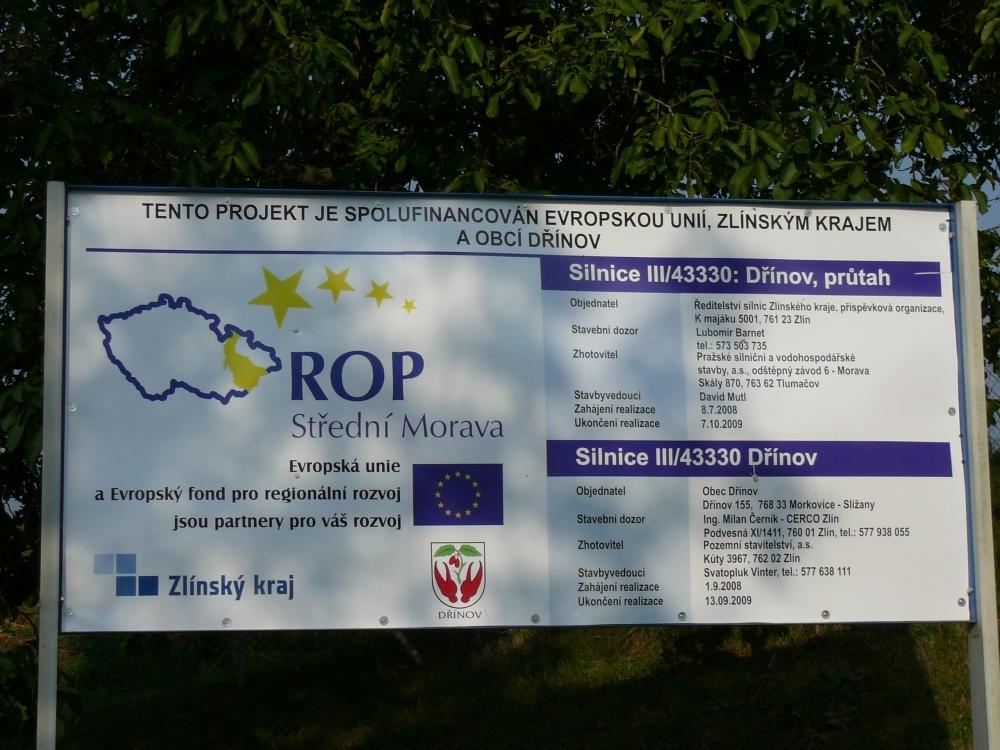 TENTO PROJEKT JE SPOLUFINANCOVÁN EVROPSKOU UNIÍ, ZLÍNSKÝM KRAJEM
A OBCÍ DŘÍNOV
ROP
Střední Morava
Evropská unie
a Evropský fond pro regionální rozvoj
jsou partnery pro váš rozvoj
Zlínský kraj
DŘÍNOV
Silnice III/43330: Dřínov, průtah
Objednatel Ředitelství silnic Zlínského kraje, příspěvková organizace,
K majáku 5001, 761 23 Zlín
Stavební dozor Lubomír Barnet
tel.: 573 503 735
Zhotovitel Pražské silniční a vodohospodářské
stavby, a.s., odštěpný závod 6 - Morava
Skály 870, 763 62 Tlumačov
Stavbyvedoucí David Mutl
Zahájení realizace 8.7.2008
Ukončení realizace 7.10.2009
Silnice III/43330 Dřínov
Objednatel Obec Dřínov
Dřínov 155, 768 33 Morkovice - Slížany
Stavební dozor Ing. Milan Černík - CERCO Zlín
Podvesná XI/1411, 760 01 Zlín, tel.: 577 938 055
Zhotovitel Pozemní stavitelství, a.s.
Kúty 3967, 762 02 Zlín
Stavbyvedoucí Svatopluk Vinter, tel.: 577 638 111
Zahájení realizace 1.9.2008
Ukončení realizace 13.09.2009